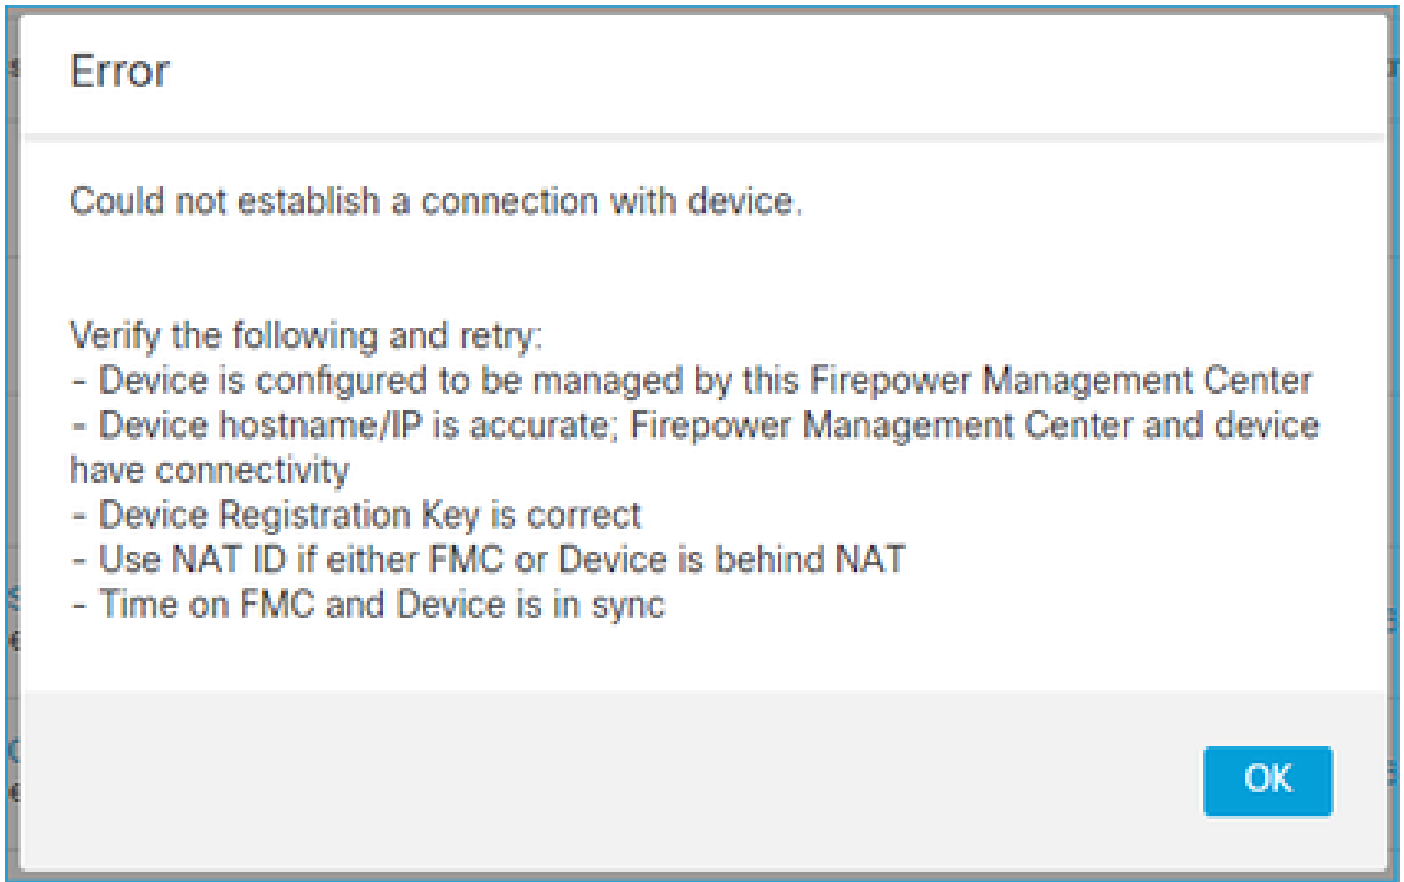 Error
Could not establish a connection with device.
Verify the following and retry:
- Device is configured to be managed by this Firepower Management Center
- Device hostname/IP is accurate; Firepower Management Center and device
have connectivity
- Device Registration Key is correct
- Use NAT ID if either FMC or Device is behind NAT
- Time on FMC and Device is in sync
OK